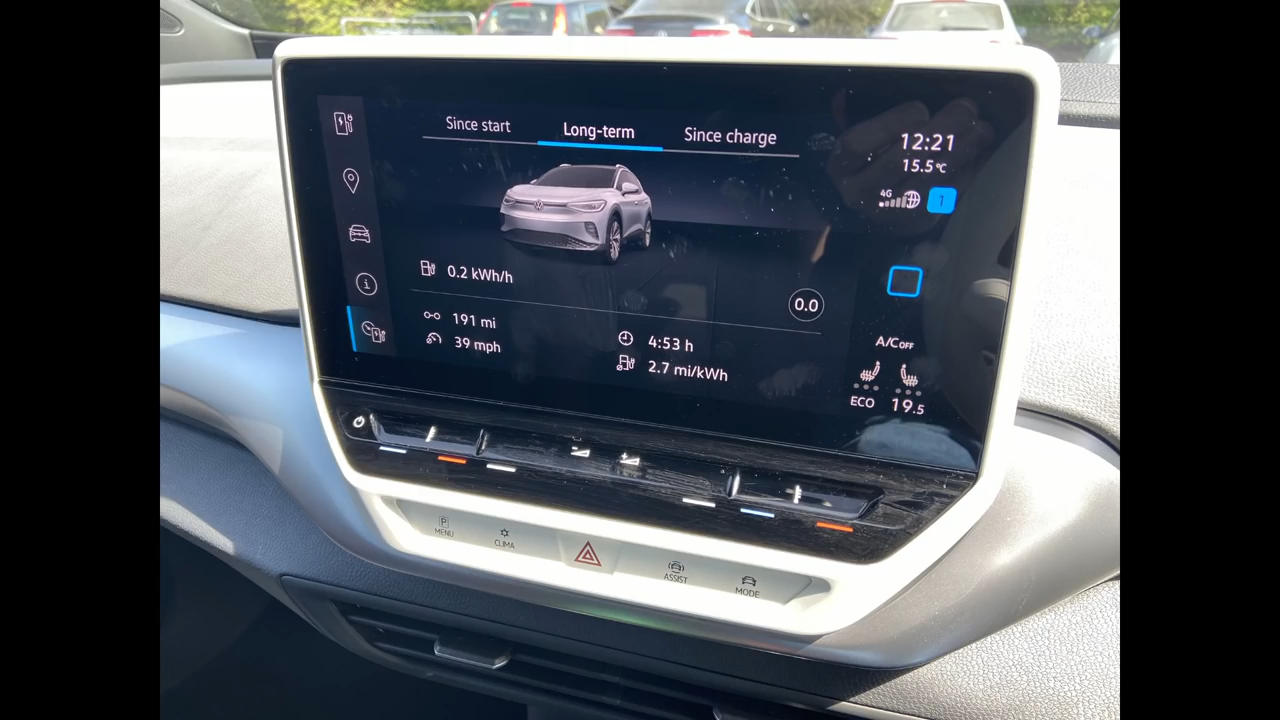 Since start
Long-term
Since charge
12:21
15.5°C
4G
1
0.2 kWh/h
0.0
191 mi
39 mph
4:53 h
2.7 mi/kWh
A/C OFF
ECO
19.5
P
MENU
CLIMA
ASSIST
MODE